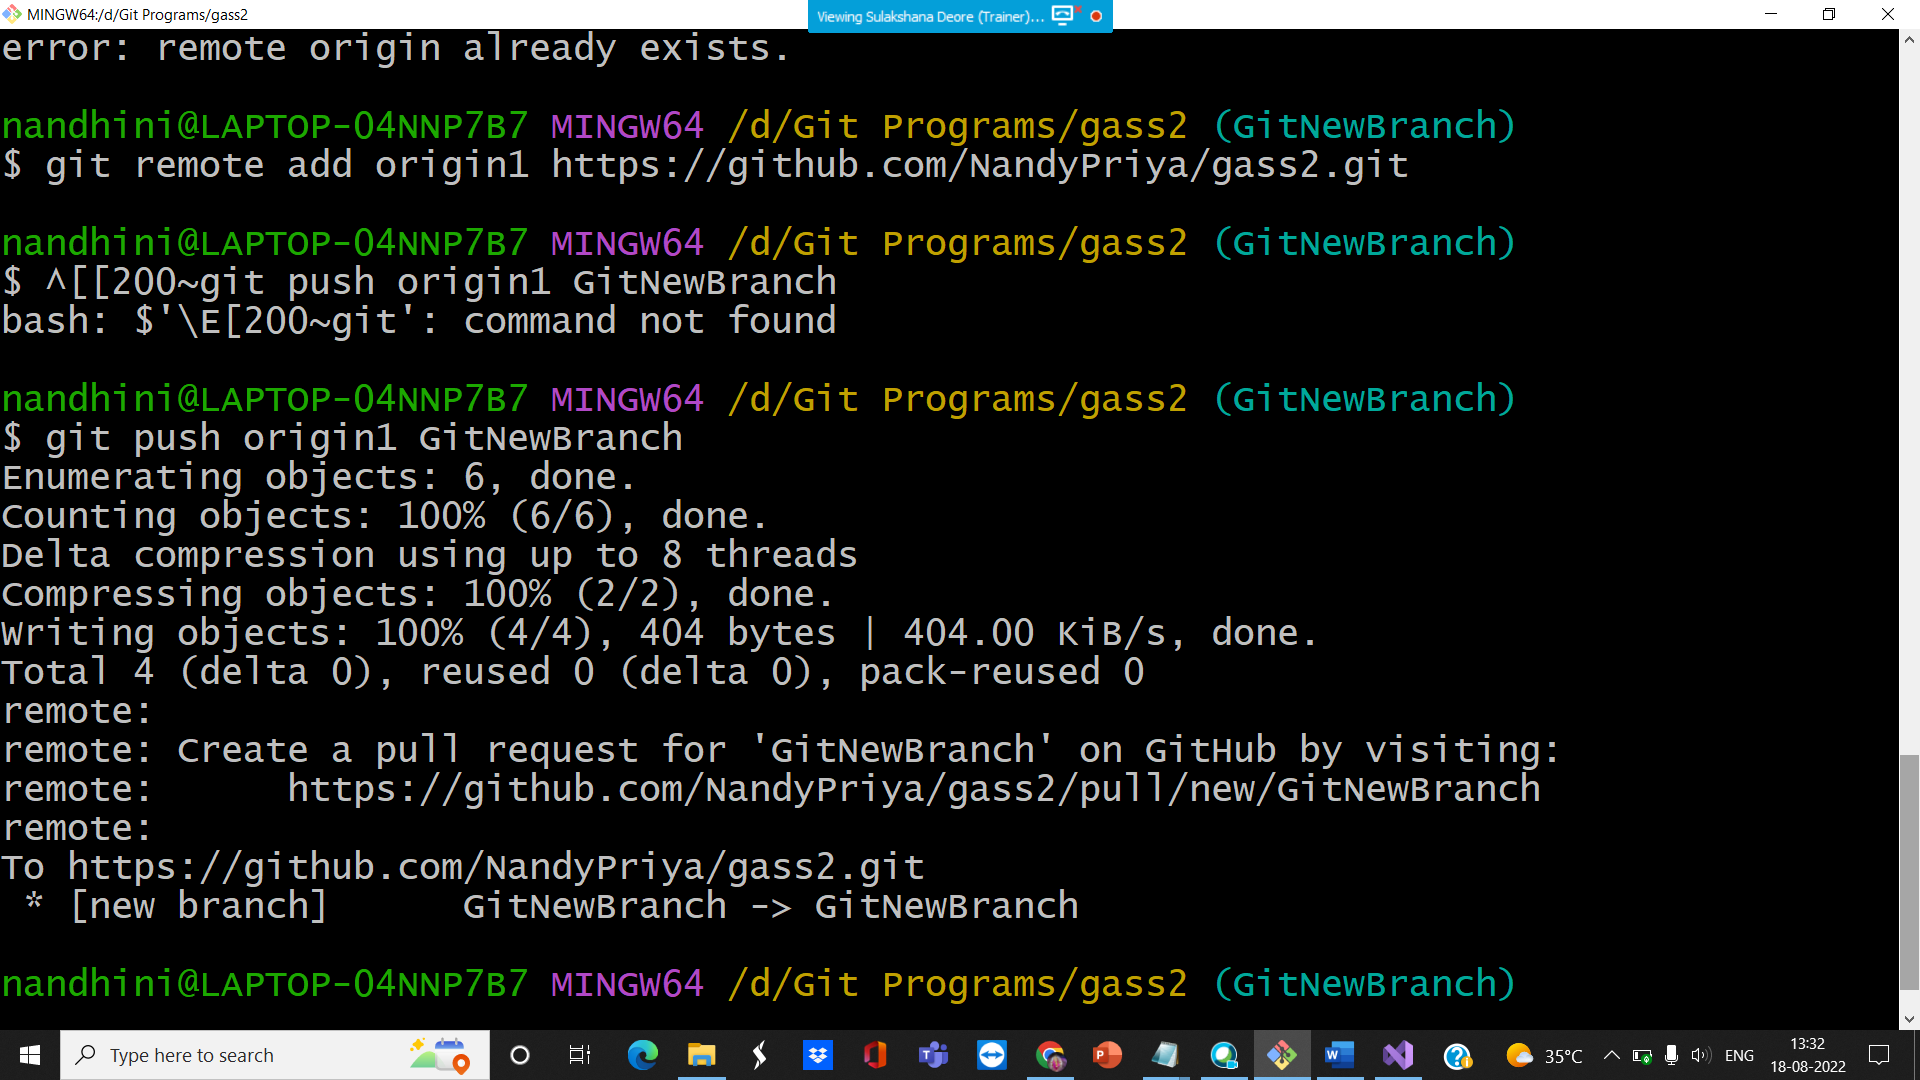 MINGW64:/d/Git Programs/gass2
Viewing Sulakshana Deore (Trainer)...
error: remote origin already exists.
nandhini@LAPTOP-O4NNP7B7 MINGW64 /d/Git Programs/gass2 (GitNewBranch)
$ git remote add origin1 https://github.com/NandyPriya/gass2.git
nandhini@LAPTOP-O4NNP7B7 MINGW64 /d/Git Programs/gass2 (GitNewBranch)
$ ^[[200~git push origin1 GitNewBranch
bash: $'\E[200~git': command not found
nandhini@LAPTOP-O4NNP7B7 MINGW64 /d/Git Programs/gass2 (GitNewBranch)
$ git push origin1 GitNewBranch
Enumerating objects: 6, done.
Counting objects: 100% (6/6), done.
Delta compression using up to 8 threads
Compressing objects: 100% (2/2), done.
Writing objects: 100% (4/4), 404 bytes | 404.00 KiB/s, done.
Total 4 (delta 0), reused 0 (delta 0), pack-reused 0
remote:
remote: Create a pull request for 'GitNewBranch' on GitHub by visiting:
remote:      https://github.com/NandyPriya/gass2/pull/new/GitNewBranch
remote:
To https://github.com/NandyPriya/gass2.git
 * [new branch]      GitNewBranch -> GitNewBranch
nandhini@LAPTOP-O4NNP7B7 MINGW64 /d/Git Programs/gass2 (GitNewBranch)
Type here to search
35°C
ENG
13:32
18-08-2022